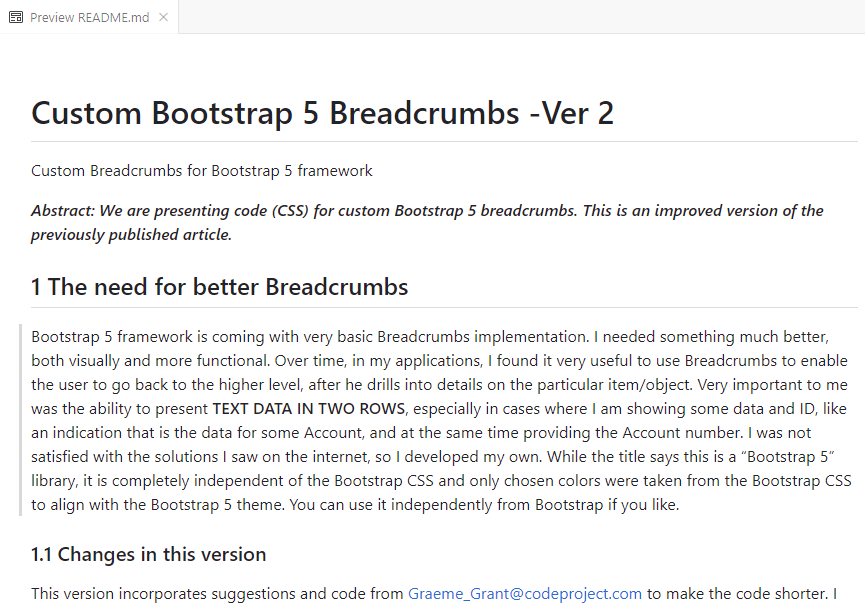 Preview README.md
Custom Bootstrap 5 Breadcrumbs -Ver 2
Custom Breadcrumbs for Bootstrap 5 framework
Abstract: We are presenting code (CSS) for custom Bootstrap 5 breadcrumbs. This is an improved version of the
previously published article.
1 The need for better Breadcrumbs
Bootstrap 5 framework is coming with very basic Breadcrumbs implementation. I needed something much better,
both visually and more functional. Over time, in my applications, I found it very useful to use Breadcrumbs to enable
the user to go back to the higher level, after he drills into details on the particular item/object. Very important to me
was the ability to present TEXT DATA IN TWO ROWS, especially in cases where I am showing some data and ID, like
an indication that is the data for some Account, and at the same time providing the Account number. I was not
satisfied with the solutions I saw on the internet, so I developed my own. While the title says this is a “Bootstrap 5”
library, it is completely independent of the Bootstrap CSS and only chosen colors were taken from the Bootstrap CSS
to align with the Bootstrap 5 theme. You can use it independently from Bootstrap if you like.
1.1 Changes in this version
This version incorporates suggestions and code from Graeme_Grant@codeproject.com to make the code shorter. I